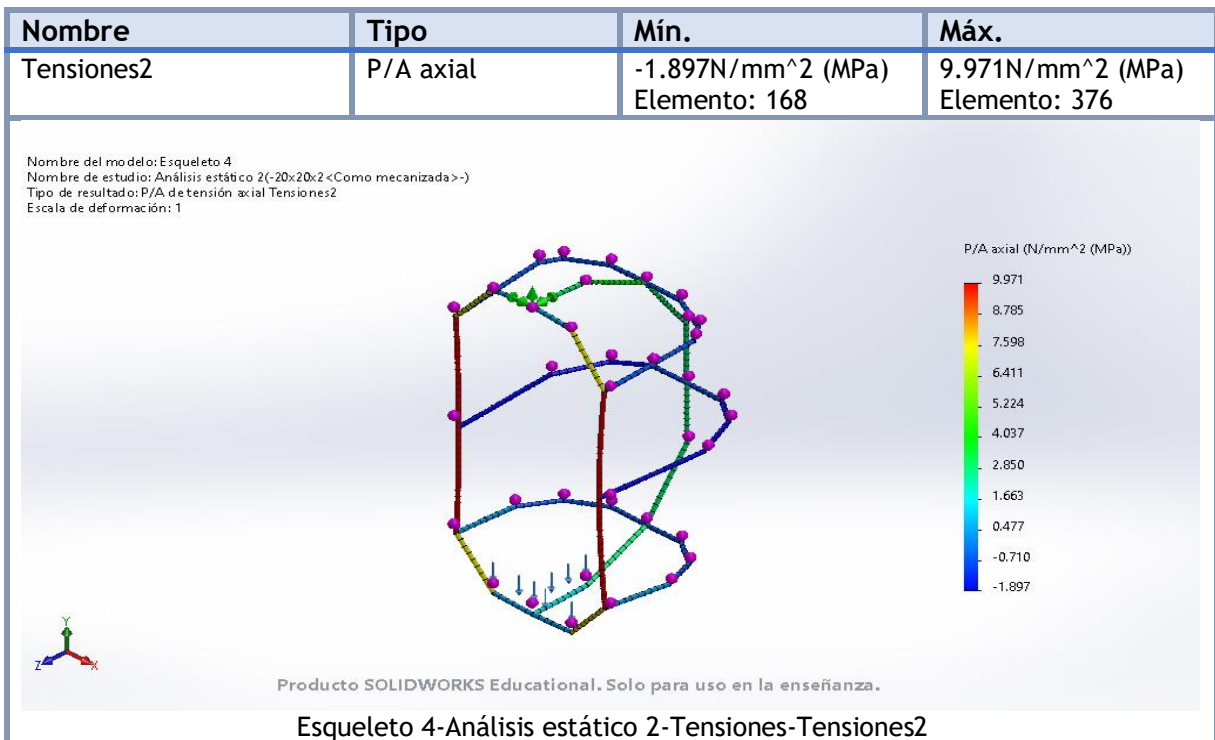 Nombre Tipo Mín. Máx.
Tensiones2 P/A axial -1.897N/mm^2 (MPa) 9.971N/mm^2 (MPa)
Elemento: 168 Elemento: 376
Nombre del modelo: Esqueleto 4
Nombre de estudio: Análisis estático 2(-20x20x2<Como mecanizada>-)
Tipo de resultado: P/A de tensión axial Tensiones2
Escala de deformación: 1
P/A axial (N/mm^2 (MPa))
9.971
8.785
7.598
6.411
5.224
4.037
2.850
1.663
0.477
-0.710
-1.897
Y
Z X
Producto SOLIDWORKS Educational. Solo para uso en la enseñanza.
Esqueleto 4-Análisis estático 2-Tensiones-Tensiones2